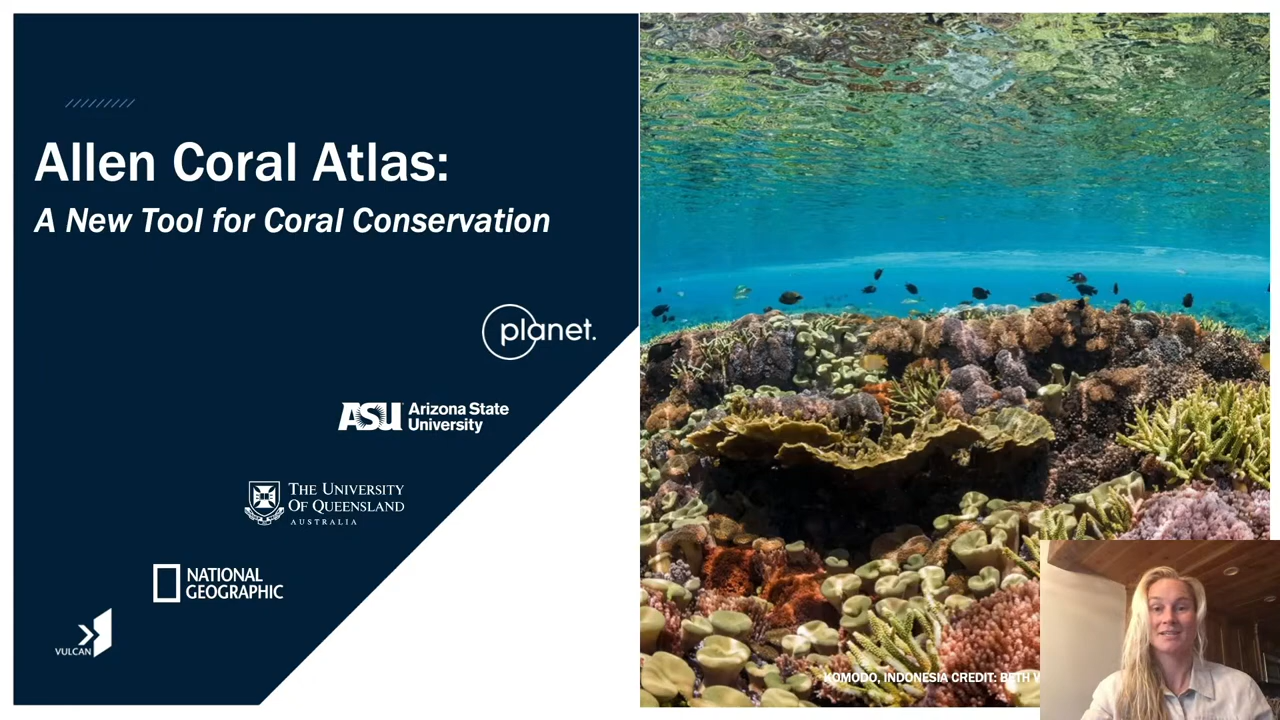 Allen Coral Atlas:
A New Tool for Coral Conservation
planet.
ASU Arizona State
University
THE UNIVERSITY
OF QUEENSLAND
AUSTRALIA
NATIONAL
GEOGRAPHIC
VULCAN
KOMODO, INDONESIA CREDIT: BETH